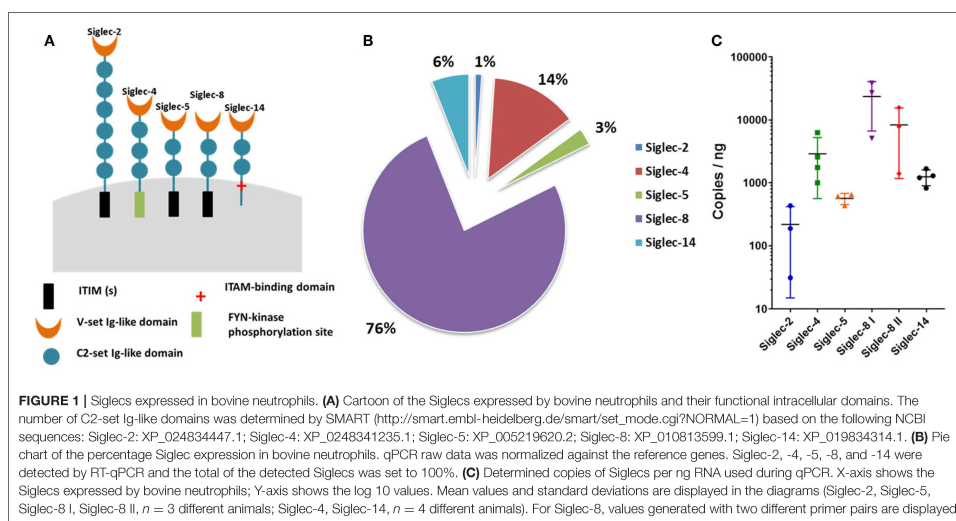 A
Siglec-2
Siglec-4
Siglec-5
Siglec-8
Siglec-14
ITIM (s)
V-set Ig-like domain
C2-set Ig-like domain
ITAM-binding domain
FYN-kinase
phosphorylation site
B
6%
1%
14%
3%
76%
Siglec-2
Siglec-4
Siglec-5
Siglec-8
Siglec-14
C
Copies / ng
100000
10000
1000
100
10
Siglec-2
Siglec-4
Siglec-5
Siglec-8 I
Siglec-8 II
Siglec-14
FIGURE 1 | Siglecs expressed in bovine neutrophils. (A) Cartoon of the Siglecs expressed by bovine neutrophils and their functional intracellular domains. The
number of C2-set Ig-like domains was determined by SMART (http://smart.embl-heidelberg.de/smart/set_mode.cgi?NORMAL=1) based on the following NCBI
sequences: Siglec-2: XP_024834447.1; Siglec-4: XP_0248341235.1; Siglec-5: XP_005219620.2; Siglec-8: XP_010813599.1; Siglec-14: XP_019834314.1. (B) Pie
chart of the percentage Siglec expression in bovine neutrophils. qPCR raw data was normalized against the reference genes. Siglec-2, -4, -5, -8, and -14 were
detected by RT-qPCR and the total of the detected Siglecs was set to 100%. (C) Determined copies of Siglecs per ng RNA used during qPCR. X-axis shows the
Siglecs expressed by bovine neutrophils; Y-axis shows the log 10 values. Mean values and standard deviations are displayed in the diagrams (Siglec-2, Siglec-5,
Siglec-8 I, Siglec-8 II, n = 3 different animals; Siglec-4, Siglec-14, n = 4 different animals). For Siglec-8, values generated with two different primer pairs are displayed